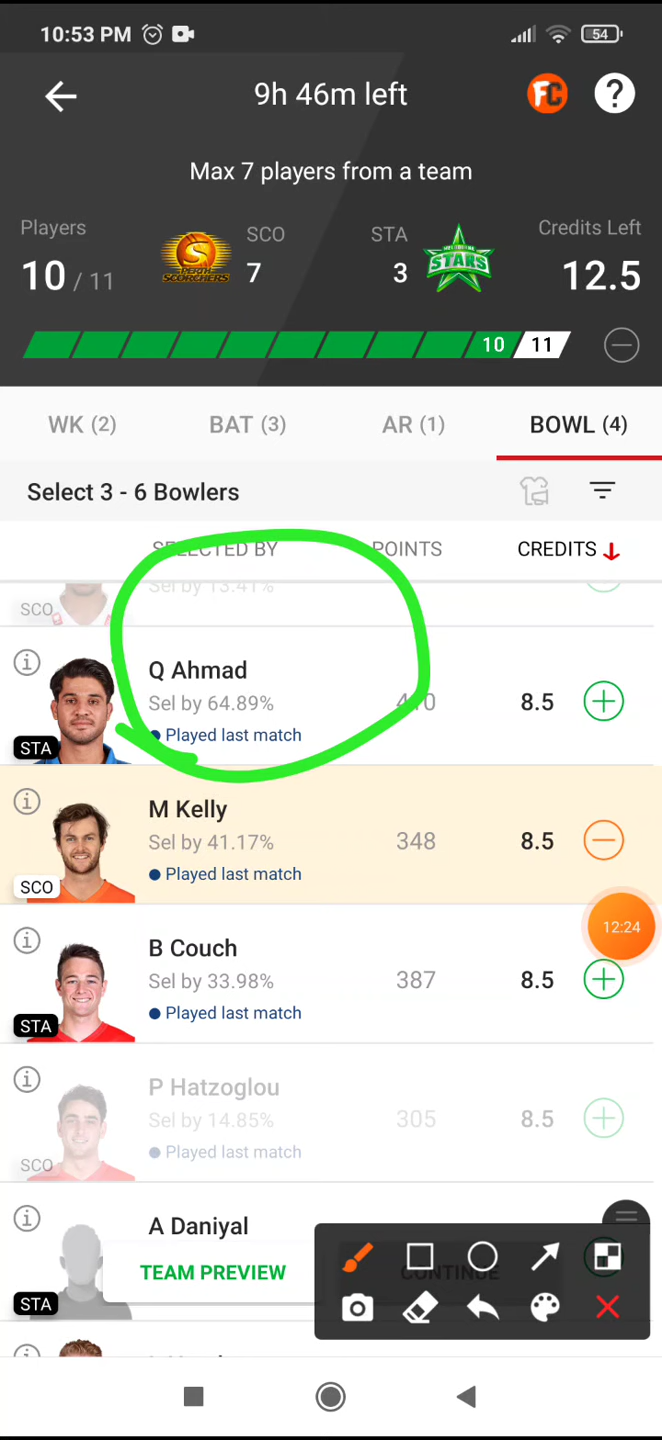 10:53 PM
54
9h 46m left
FC
?
Max 7 players from a team
Players
SCO
STA
Credits Left
10 / 11
PERTH
SCORCHERS
7
3
STARS
12.5
10
11
WK (2)
BAT (3)
AR (1)
BOWL (4)
Select 3 - 6 Bowlers
SELECTED BY
POINTS
CREDITS
Sel by 13.41%
SCO
Q Ahmad
Sel by 64.89%
8.5
Played last match
STA
M Kelly
Sel by 41.17%
348
8.5
Played last match
SCO
12:24
B Couch
Sel by 33.98%
387
8.5
Played last match
STA
P Hatzoglou
Sel by 14.85%
305
8.5
Played last match
SCO
A Daniyal
TEAM PREVIEW
CONTINUE
STA